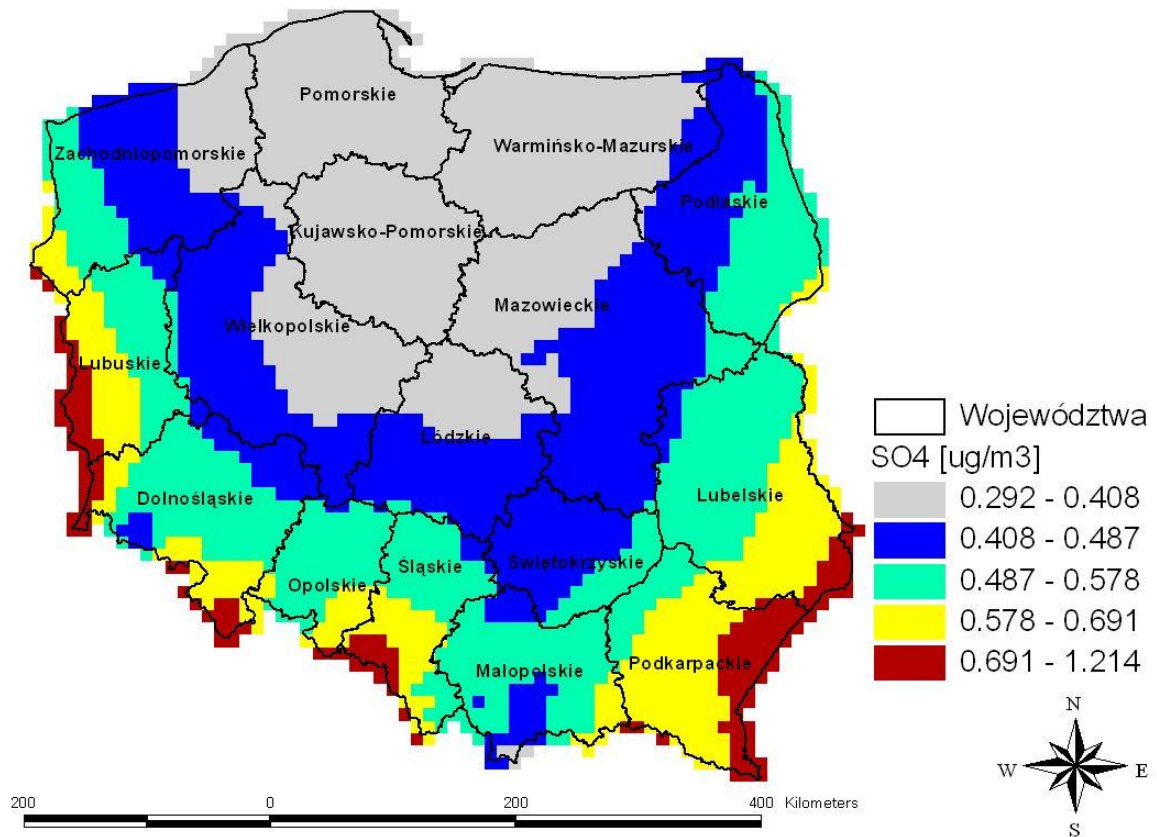 Pomorskie
Warmińsko-Mazurskie
Zachodniopomorskie
Podlaskie
Kujawsko-Pomorskie
Mazowieckie
Wielkopolskie
Lubuskie
Łódzkie
Dolnośląskie
Lubelskie
Opolskie
Śląskie
Świętokrzyskie
Małopolskie
Podkarpackie
Województwa
SO4 [ug/m3]
0.292 - 0.408
0.408 - 0.487
0.487 - 0.578
0.578 - 0.691
0.691 - 1.214
N
W
E
S
200 0 200 400 Kilometers